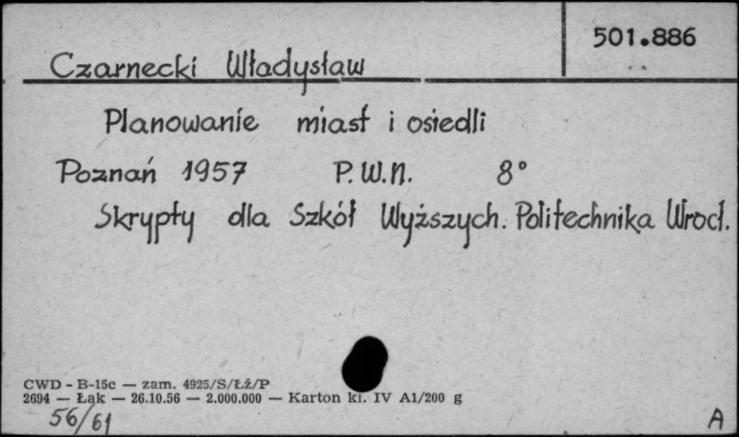 501.886
Czarnecki Władysław
Planowanie miast i osiedli
Poznań 1957 P.W.N. 8°
Skrypty dla Szkół Wyższych. Politechnika Wrocł.
CWD - B-15c — zam. 4925/S/Łż/P
2694 — Łąk — 26.10.56 — 2.000.000 — Karton kl. IV A1/200 g
56/61 A